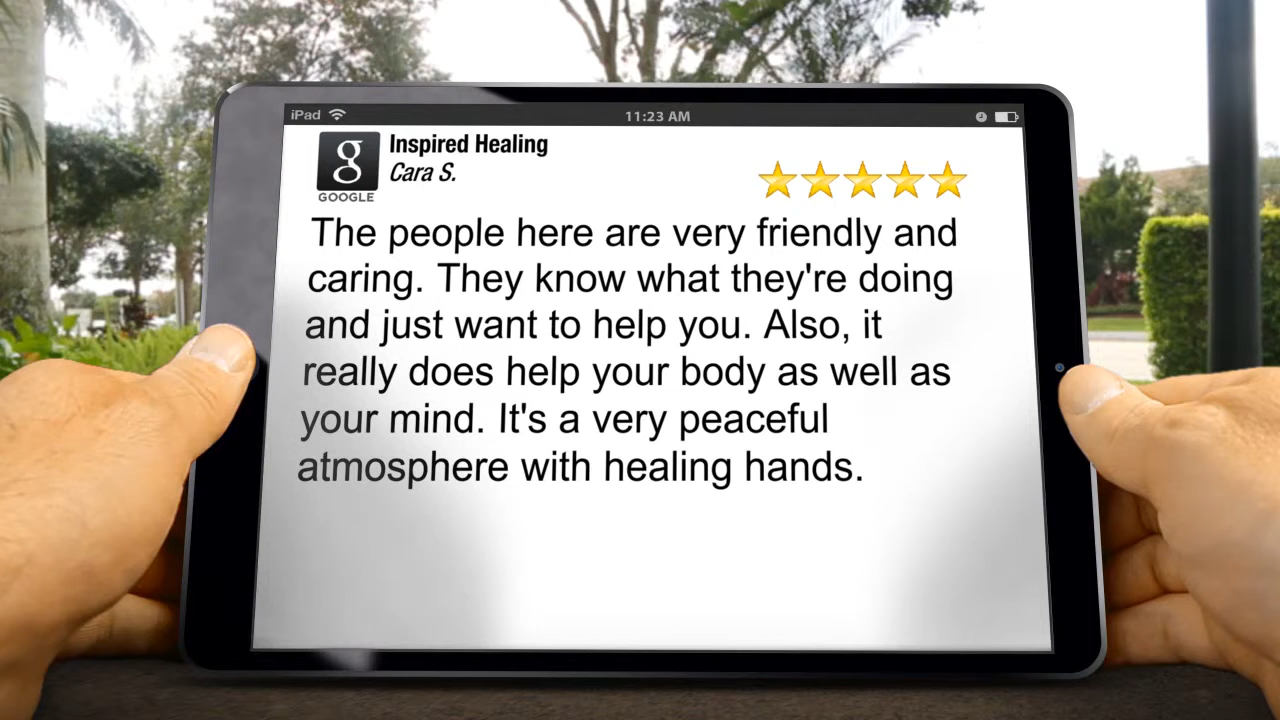 iPad 11:23 AM
g Inspired Healing
Cara S.
GOOGLE
The people here are very friendly and
caring. They know what they're doing
and just want to help you. Also, it
really does help your body as well as
your mind. It's a very peaceful
atmosphere with healing hands.